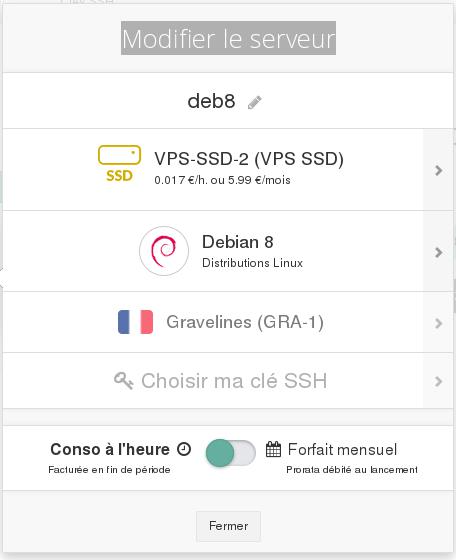 Modifier le serveur
deb8
SSD
VPS-SSD-2 (VPS SSD)
0.017 €/h. ou 5.99 €/mois
Debian 8
Distributions Linux
Gravelines (GRA-1)
Choisir ma clé SSH
Conso à l'heure
Forfait mensuel
Facturée en fin de période
Prorata débité au lancement
Fermer